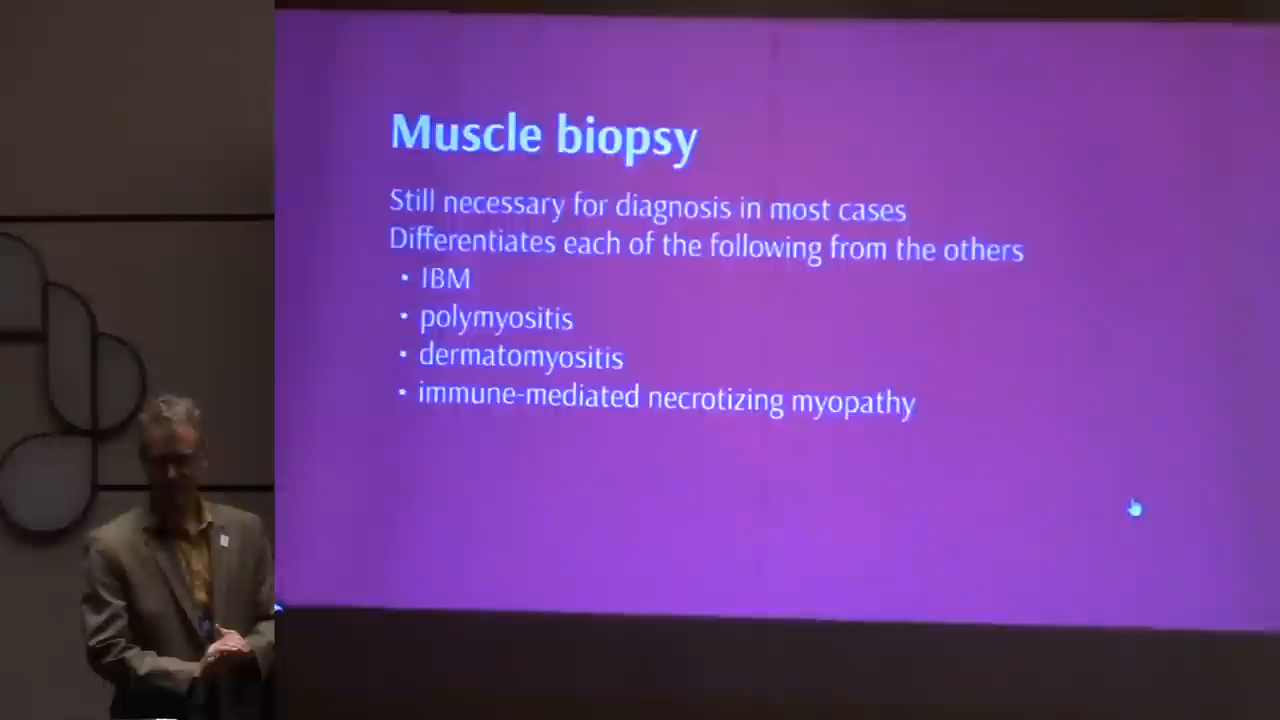 Muscle biopsy
Still necessary for diagnosis in most cases
Differentiates each of the following from the others
• IBM
• polymyositis
• dermatomyositis
• immune-mediated necrotizing myopathy